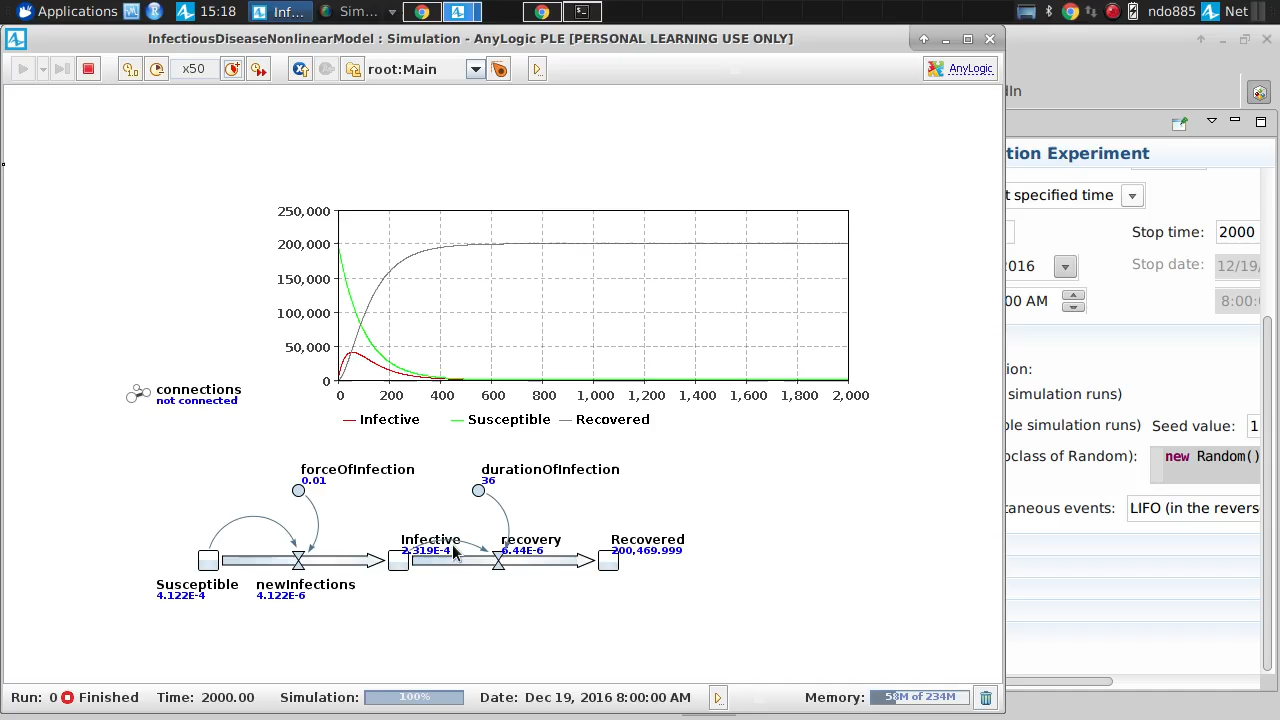 Applications 15:18 Inf... Sim... ndo885 Net
InfectiousDiseaseNonlinearModel : Simulation - AnyLogic PLE [PERSONAL LEARNING USE ONLY]
x50 root:Main AnyLogic
In
tion Experiment
t specified time
Stop time: 2000
2016 Stop date: 12/19/
00 AM 8:00:0
250,000
200,000
150,000
100,000
50,000
0
0 200 400 600 800 1,000 1,200 1,400 1,600 1,800 2,000
Infective Susceptible Recovered
connections
not connected
ion:
simulation runs)
ble simulation runs) Seed value: 1
bclass of Random): new Random()
taneous events: LIFO (in the revers
forceOfInfection
0.01
durationOfInfection
36
Infective
2.319E-4
recovery
6.44E-6
Recovered
200,469.999
Susceptible
4.122E-4
newInfections
4.122E-6
Run: 0 Finished Time: 2000.00 Simulation: 100% Date: Dec 19, 2016 8:00:00 AM Memory: 58M of 234M